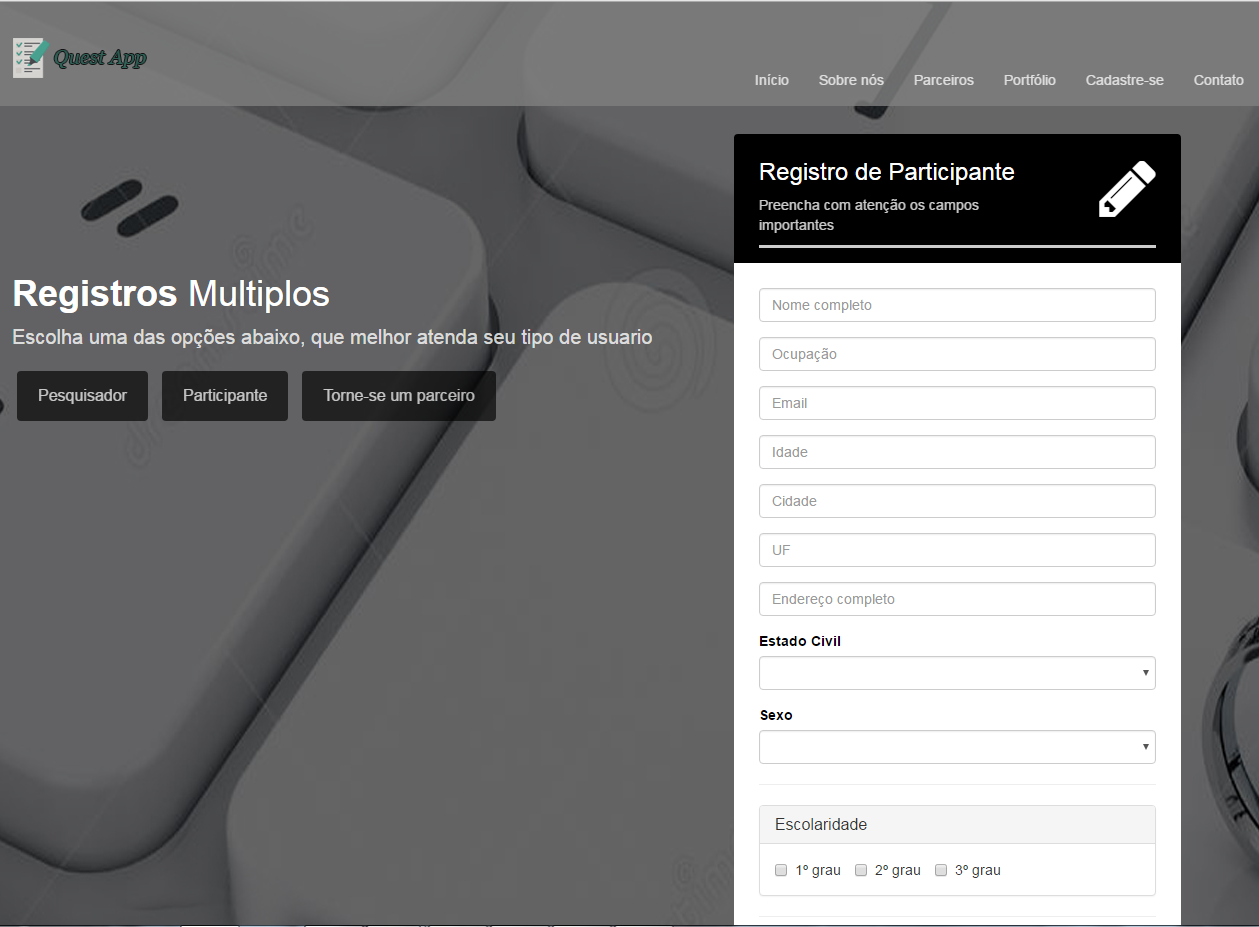 Quest App
Início Sobre nós Parceiros Portfólio Cadastre-se Contato
Registros Multiplos
Escolha uma das opções abaixo, que melhor atenda seu tipo de usuario
Pesquisador Participante Torne-se um parceiro
Registro de Participante
Preencha com atenção os campos
importantes
Nome completo
Ocupação
Email
Idade
Cidade
UF
Endereço completo
Estado Civil
Sexo
Escolaridade
1º grau 2º grau 3º grau